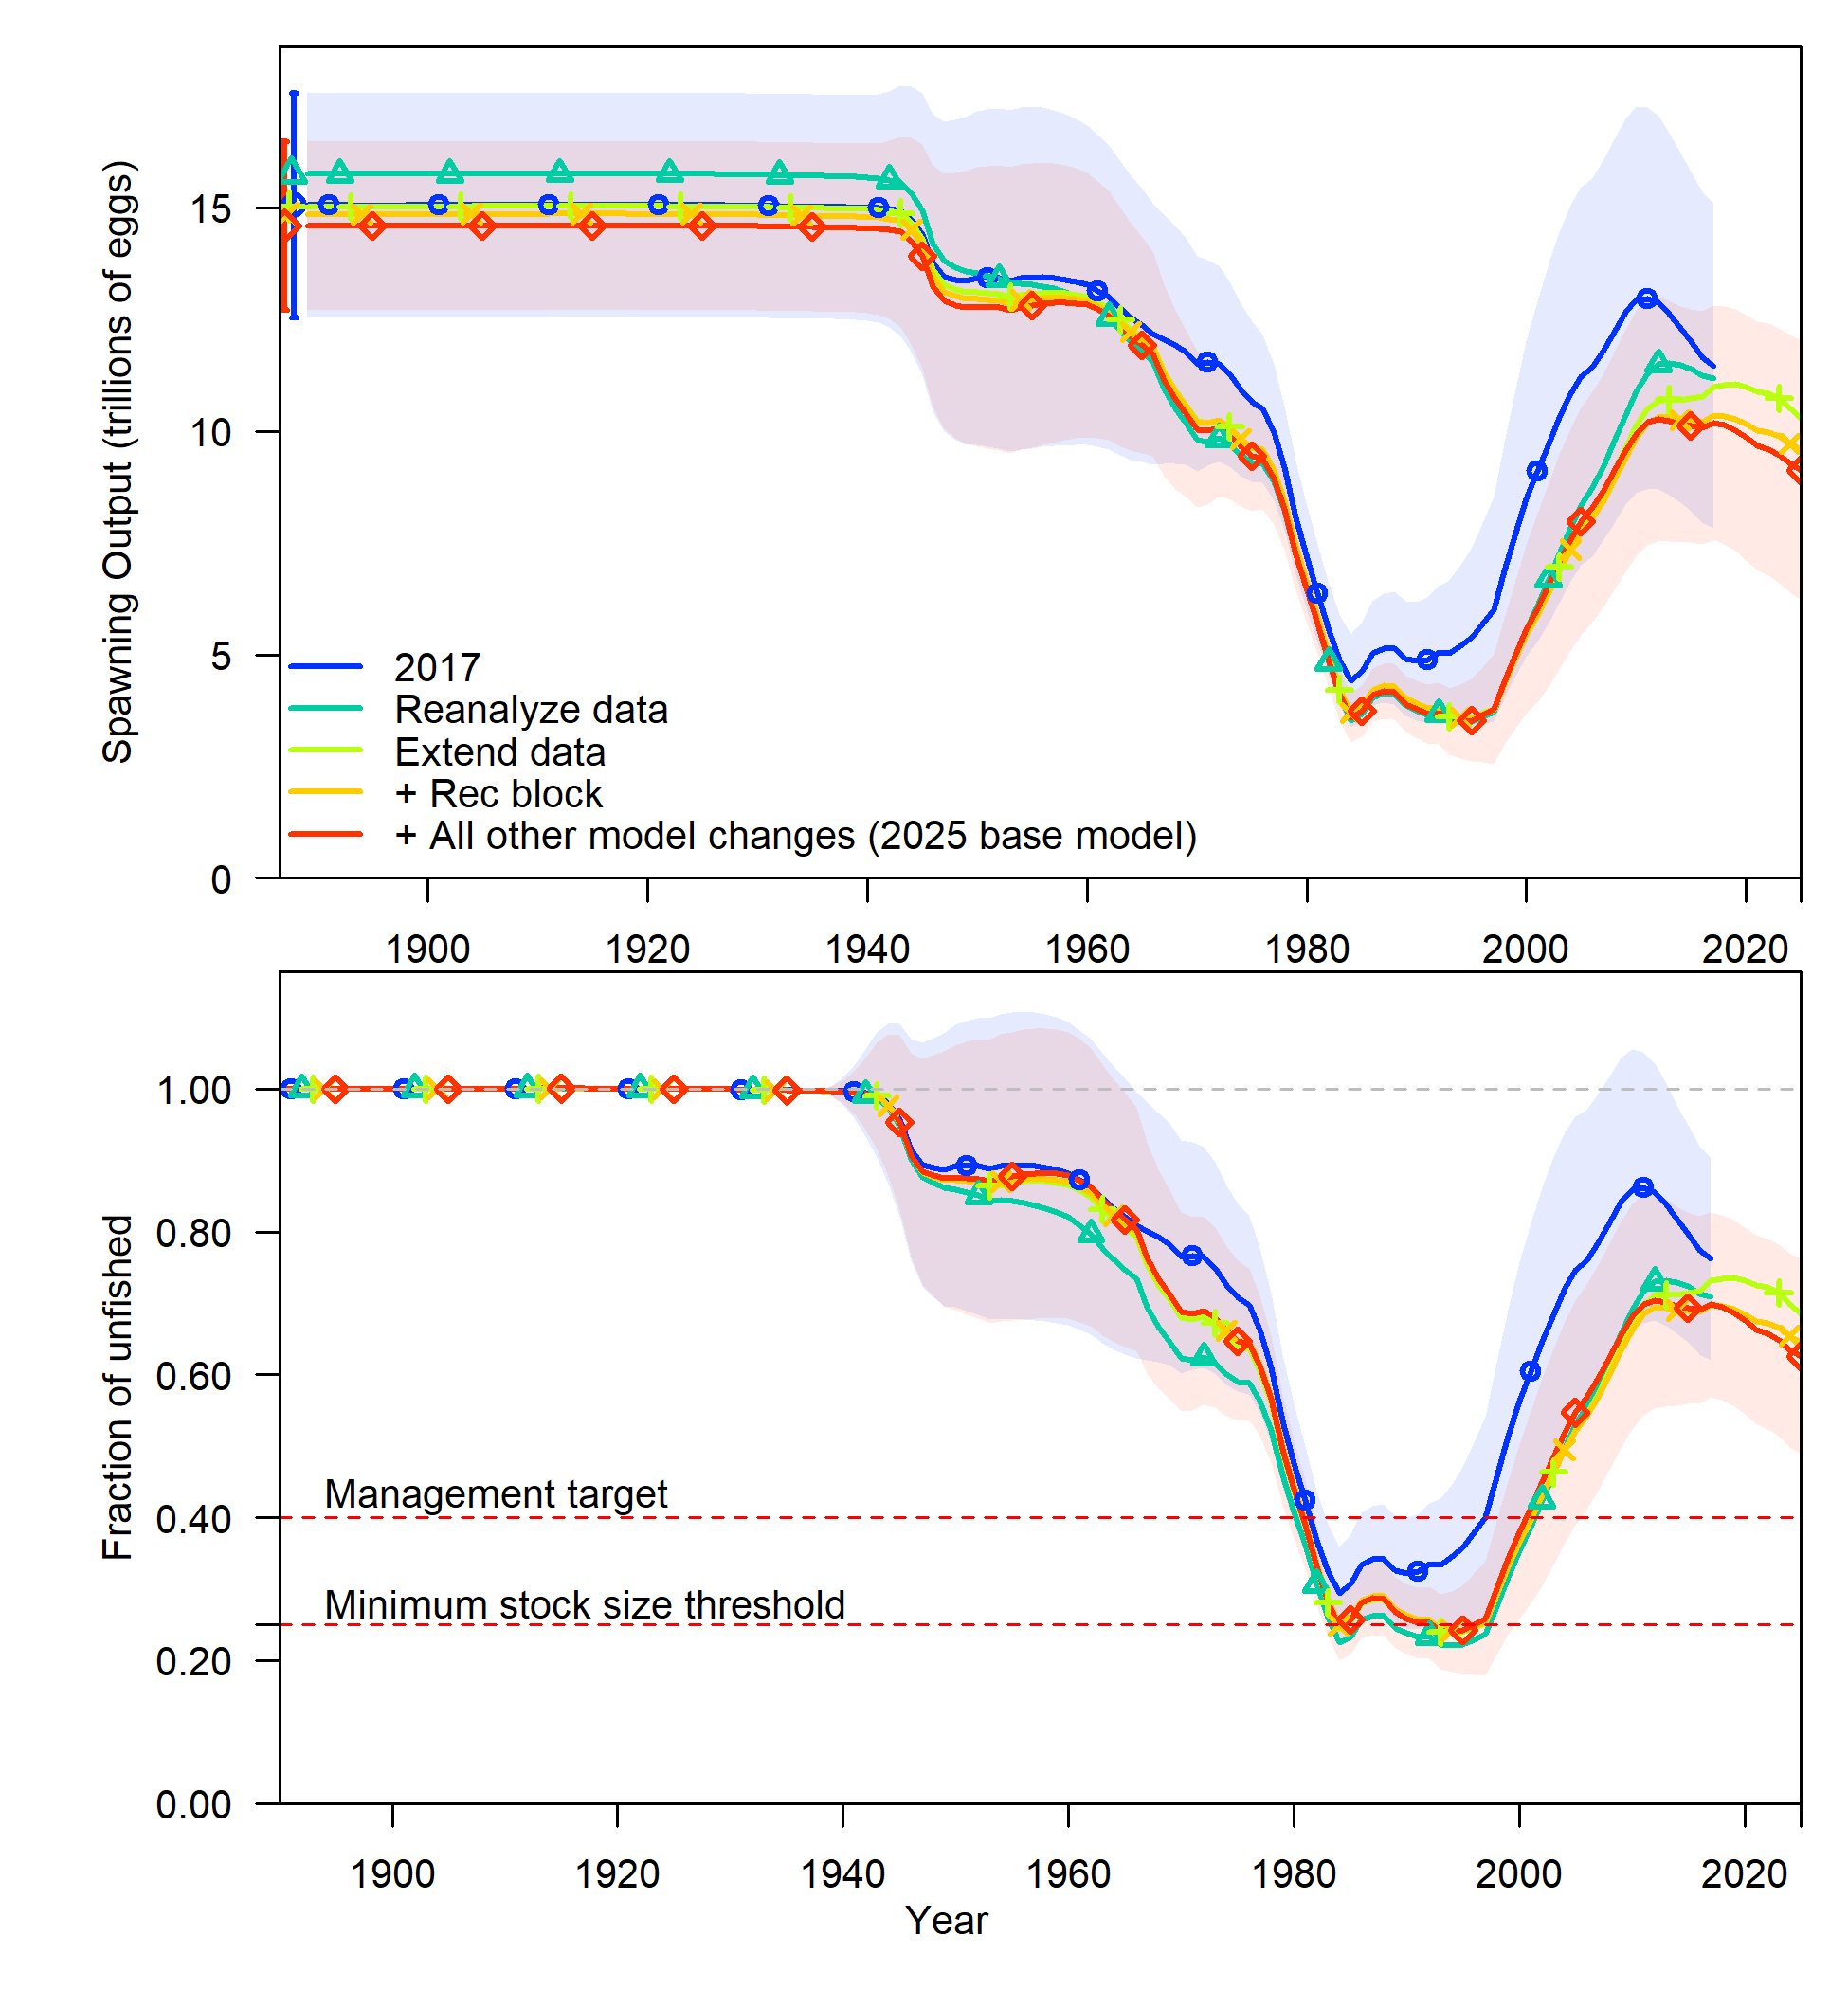 Spawning Output (trillions of eggs)
15
10
5
0
2017
Reanalyze data
Extend data
+ Rec block
+ All other model changes (2025 base model)
1900 1920 1940 1960 1980 2000 2020
Fraction of unfished
1.00
0.80
0.60
0.40
0.20
0.00
Management target
Minimum stock size threshold
1900 1920 1940 1960 1980 2000 2020
Year